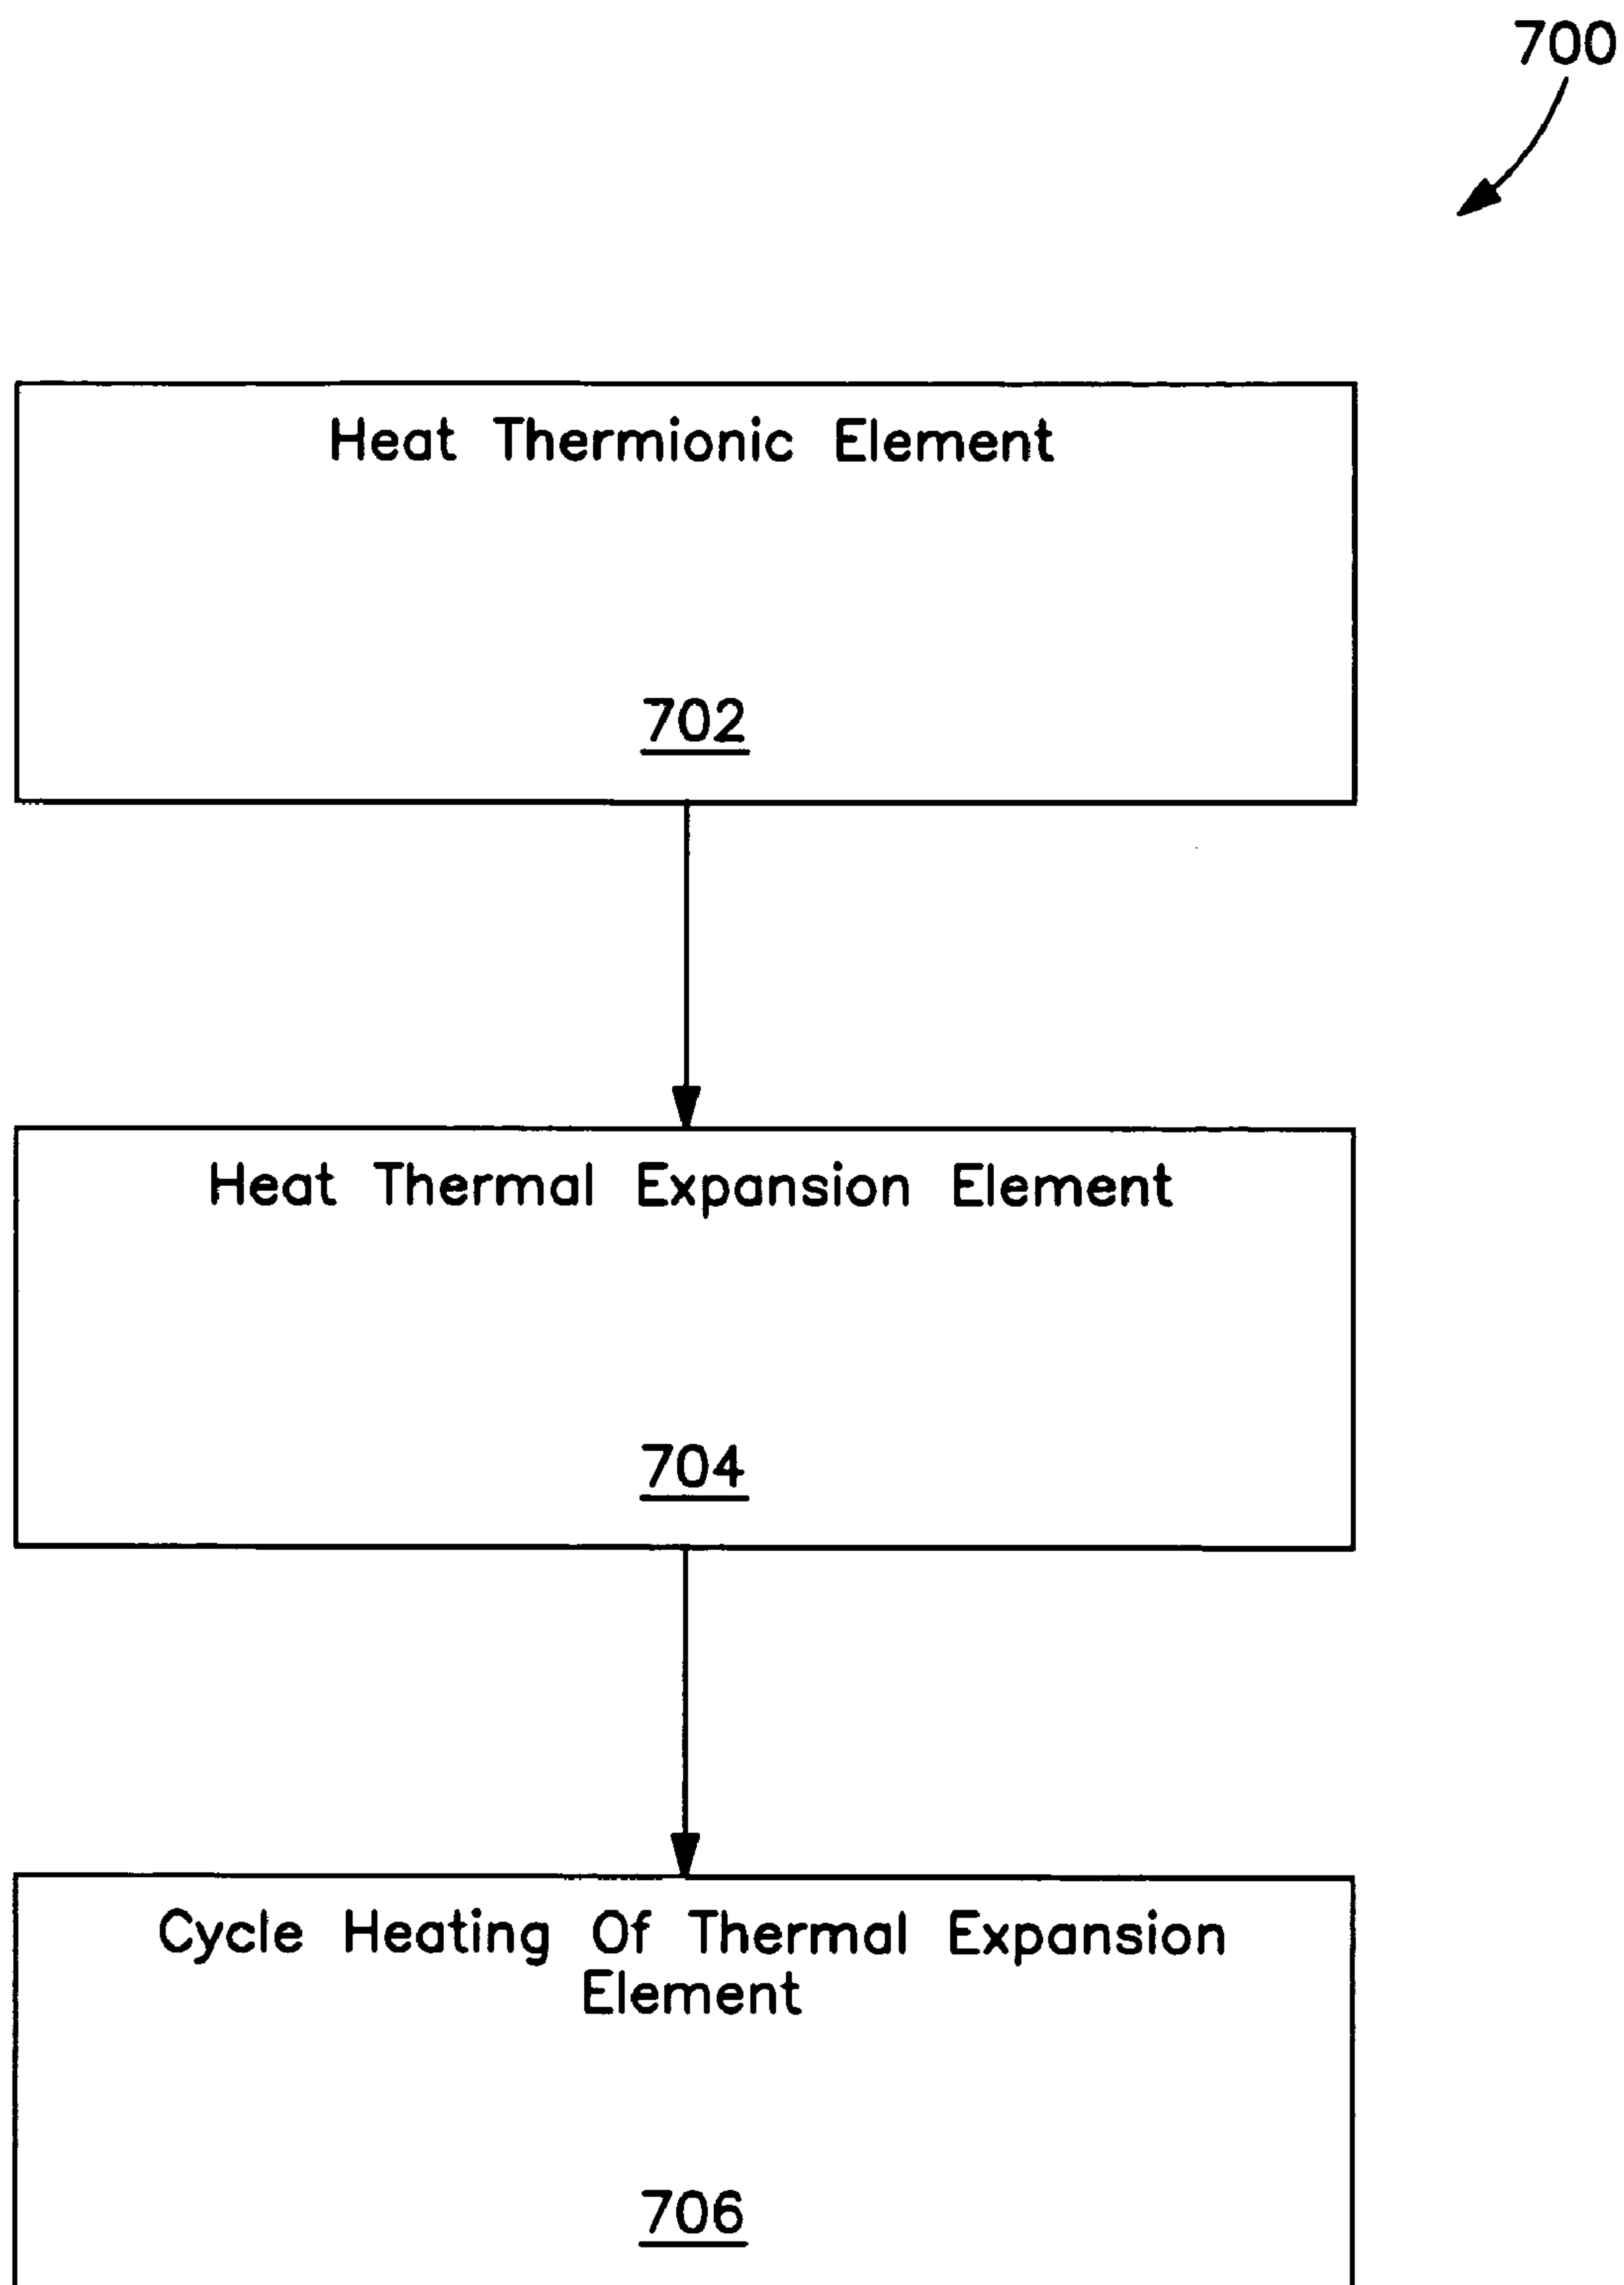 700
Heat Thermionic Element
702
Heat Thermal Expansion Element
704
Cycle Heating Of Thermal Expansion
Element
706